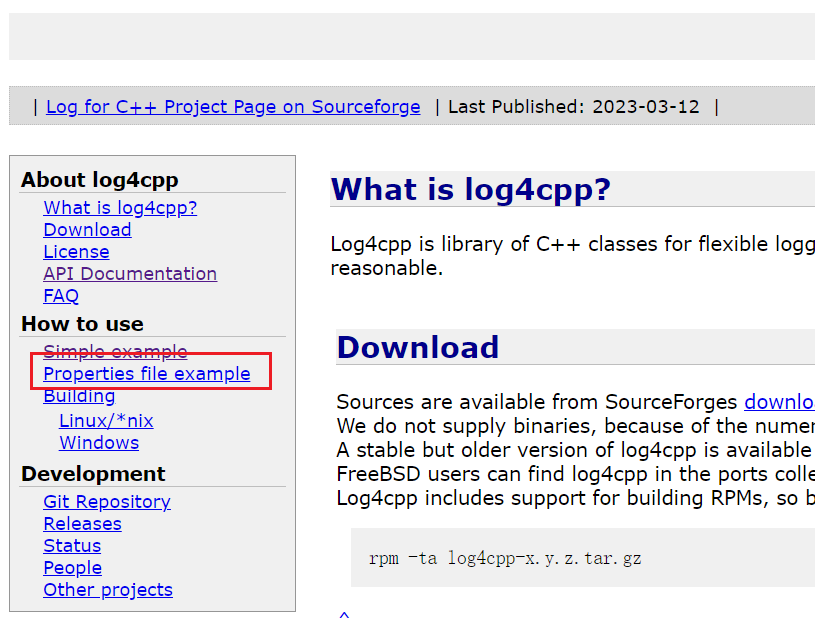 | Log for C++ Project Page on Sourceforge | Last Published: 2023-03-12 |
About log4cpp
What is log4cpp?
Download
License
API Documentation
FAQ
How to use
Simple example
Properties file example
Building
Linux/*nix
Windows
Development
Git Repository
Releases
Status
People
Other projects
What is log4cpp?
Log4cpp is library of C++ classes for flexible logg
reasonable.
Download
Sources are available from SourceForges downlo
We do not supply binaries, because of the numer
A stable but older version of log4cpp is available
FreeBSD users can find log4cpp in the ports colle
Log4cpp includes support for building RPMs, so b
rpm -ta log4cpp-x.y.z.tar.gz
^